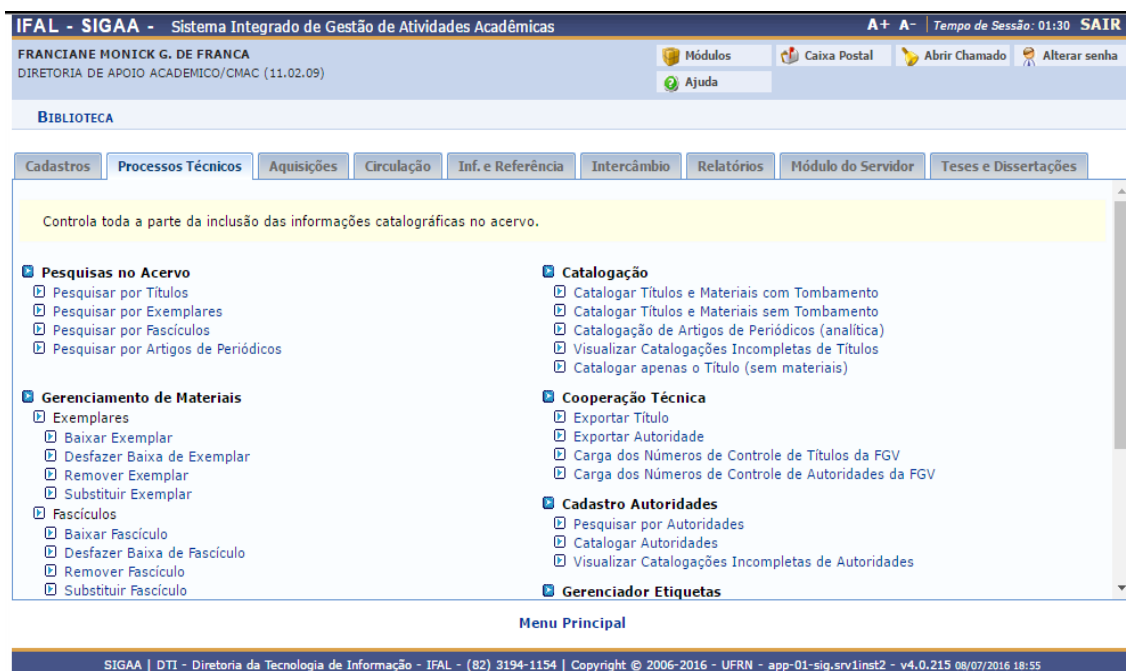 IFAL - SIGAA - Sistema Integrado de Gestão de Atividades Acadêmicas A+ A- | Tempo de Sessão: 01:30 SAIR
FRANCIANE MONICK G. DE FRANCA
DIRETORIA DE APOIO ACADEMICO/CMAC (11.02.09)
Módulos Caixa Postal Abrir Chamado Alterar senha
Ajuda
BIBLIOTECA
Cadastros Processos Técnicos Aquisições Circulação Inf. e Referência Intercâmbio Relatórios Módulo do Servidor Teses e Dissertações
Controla toda a parte da inclusão das informações catalográficas no acervo.
Pesquisas no Acervo
Pesquisar por Títulos
Pesquisar por Exemplares
Pesquisar por Fascículos
Pesquisar por Artigos de Periódicos
Gerenciamento de Materiais
Exemplares
Baixar Exemplar
Desfazer Baixa de Exemplar
Remover Exemplar
Substituir Exemplar
Fascículos
Baixar Fascículo
Desfazer Baixa de Fascículo
Remover Fascículo
Substituir Fascículo
Catalogação
Catalogar Títulos e Materiais com Tombamento
Catalogar Títulos e Materiais sem Tombamento
Catalogação de Artigos de Periódicos (analítica)
Visualizar Catalogações Incompletas de Títulos
Catalogar apenas o Título (sem materiais)
Cooperação Técnica
Exportar Título
Exportar Autoridade
Carga dos Números de Controle de Títulos da FGV
Carga dos Números de Controle de Autoridades da FGV
Cadastro Autoridades
Pesquisar por Autoridades
Catalogar Autoridades
Visualizar Catalogações Incompletas de Autoridades
Gerenciador Etiquetas
Menu Principal
SIGAA | DTI - Diretoria da Tecnologia de Informação - IFAL - (82) 3194-1154 | Copyright © 2006-2016 - UFRN - app-01-sig.srv1inst2 - v4.0.215 08/07/2016 18:55